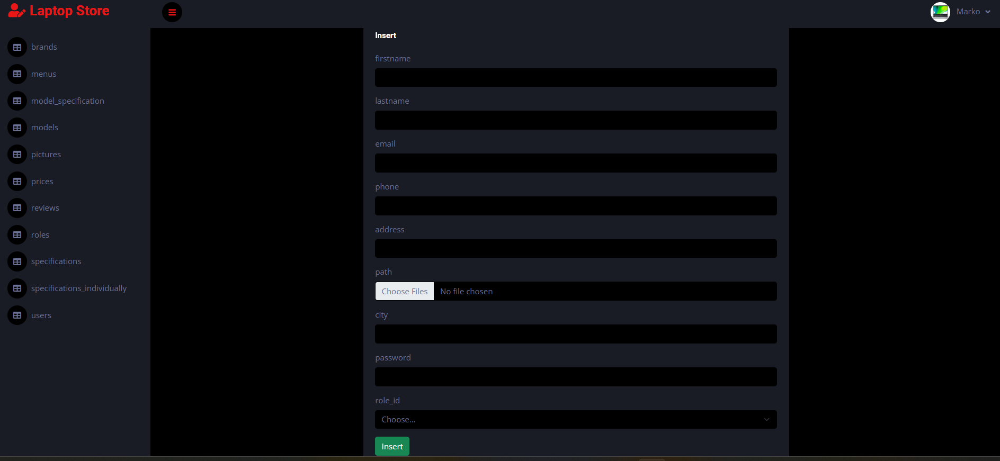 Laptop Store
Marko
brands
menus
model_specification
models
pictures
prices
reviews
roles
specifications
specifications_individually
users
Insert
firstname
lastname
email
phone
address
path
Choose Files No file chosen
city
password
role_id
Choose...
Insert